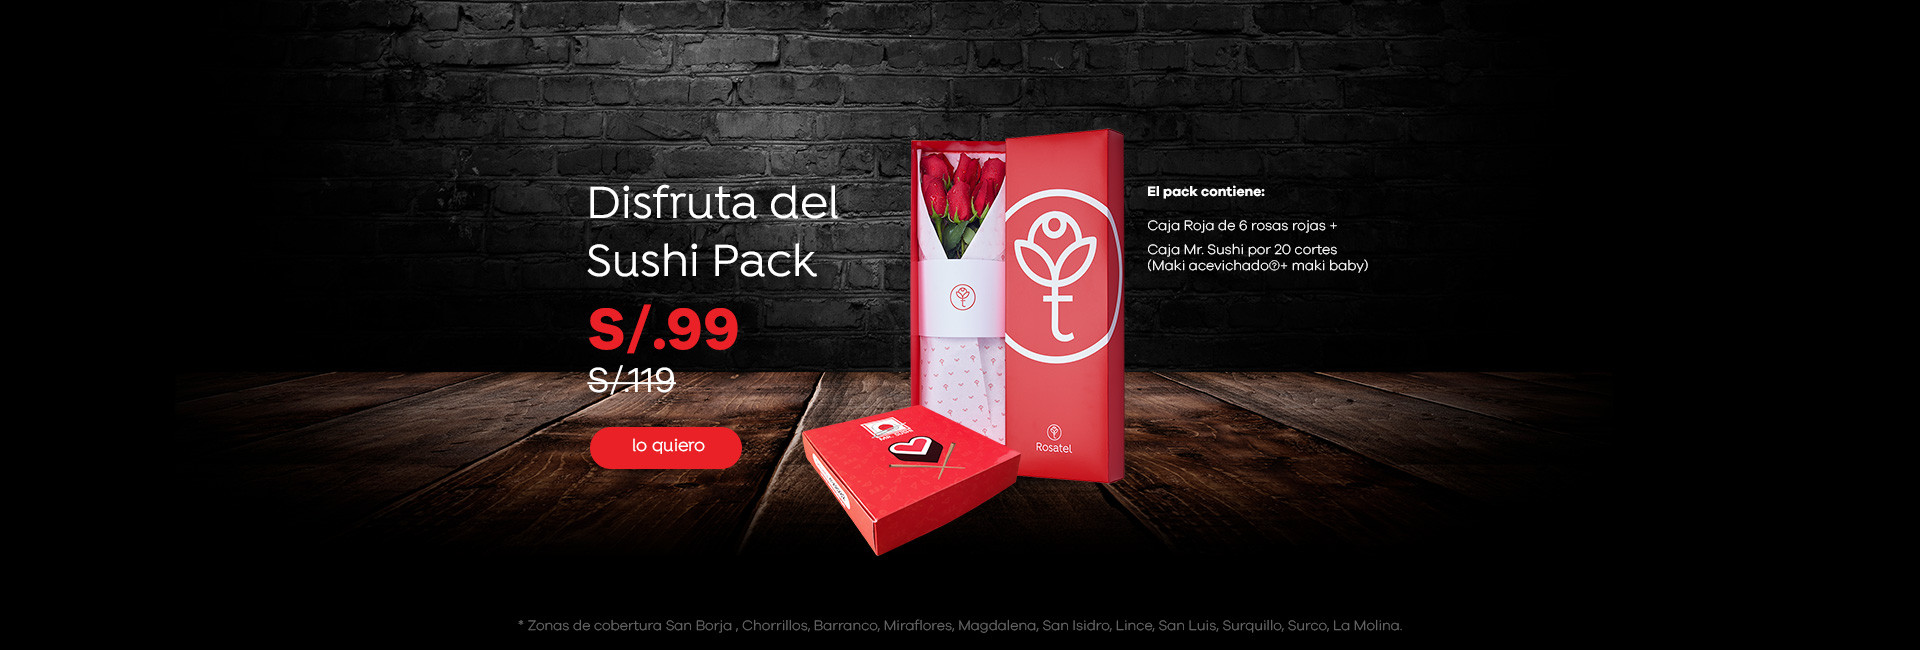 Disfruta del
Sushi Pack
S/.99
S/.119
lo quiero
El pack contiene:
Caja Roja de 6 rosas rojas +
Caja Mr. Sushi por 20 cortes
(Maki acevichado®+ maki baby)
Rosatel
* Zonas de cobertura San Borja , Chorrillos, Barranco, Miraflores, Magdalena, San Isidro, Lince, San Luis, Surquillo, Surco, La Molina.